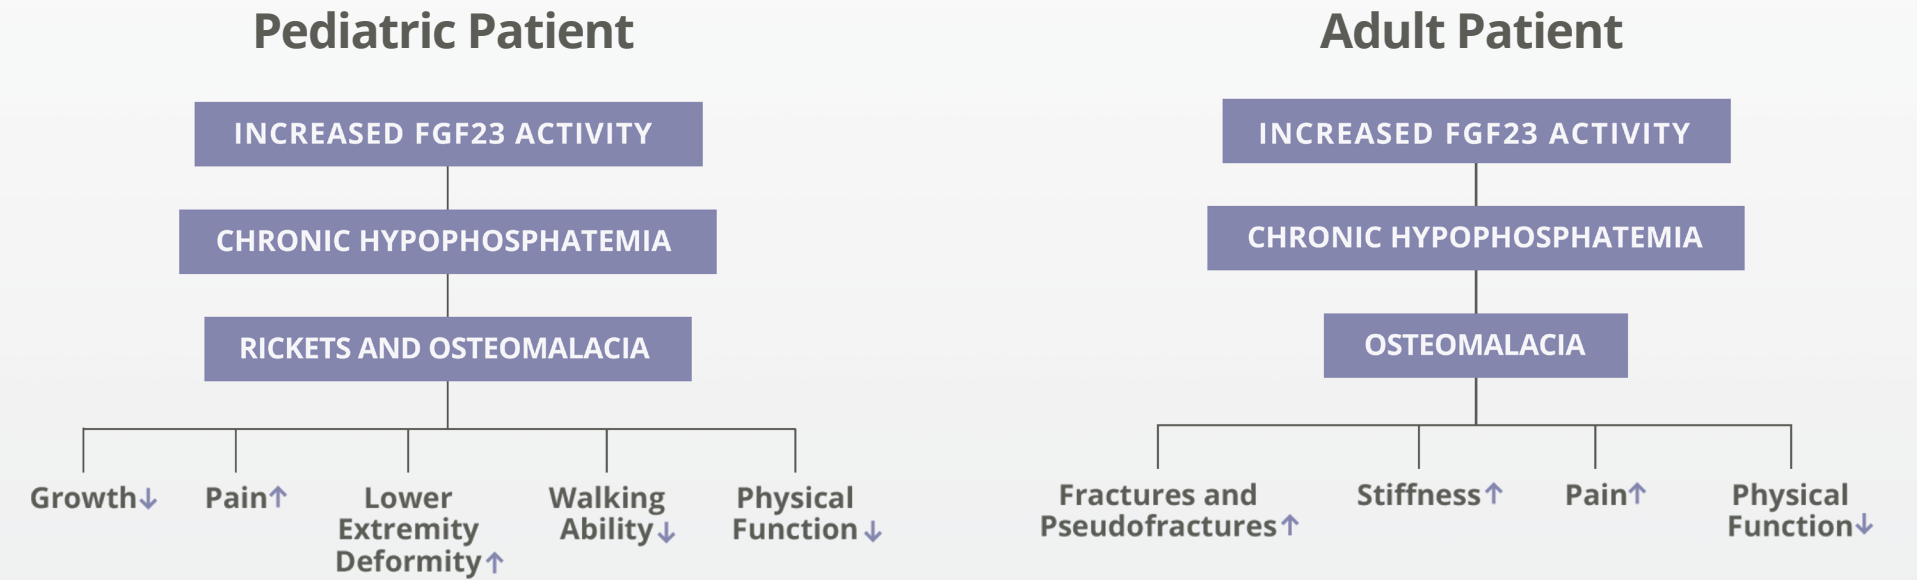 Pediatric Patient
INCREASED FGF23 ACTIVITY
CHRONIC HYPOPHOSPHATEMIA
RICKETS AND OSTEOMALACIA
Growth↓
Pain↑
Lower
Extremity
Deformity↑
Walking
Ability↓
Physical
Function↓
Adult Patient
INCREASED FGF23 ACTIVITY
CHRONIC HYPOPHOSPHATEMIA
OSTEOMALACIA
Fractures and
Pseudofractures↑
Stiffness↑
Pain↑
Physical
Function↓